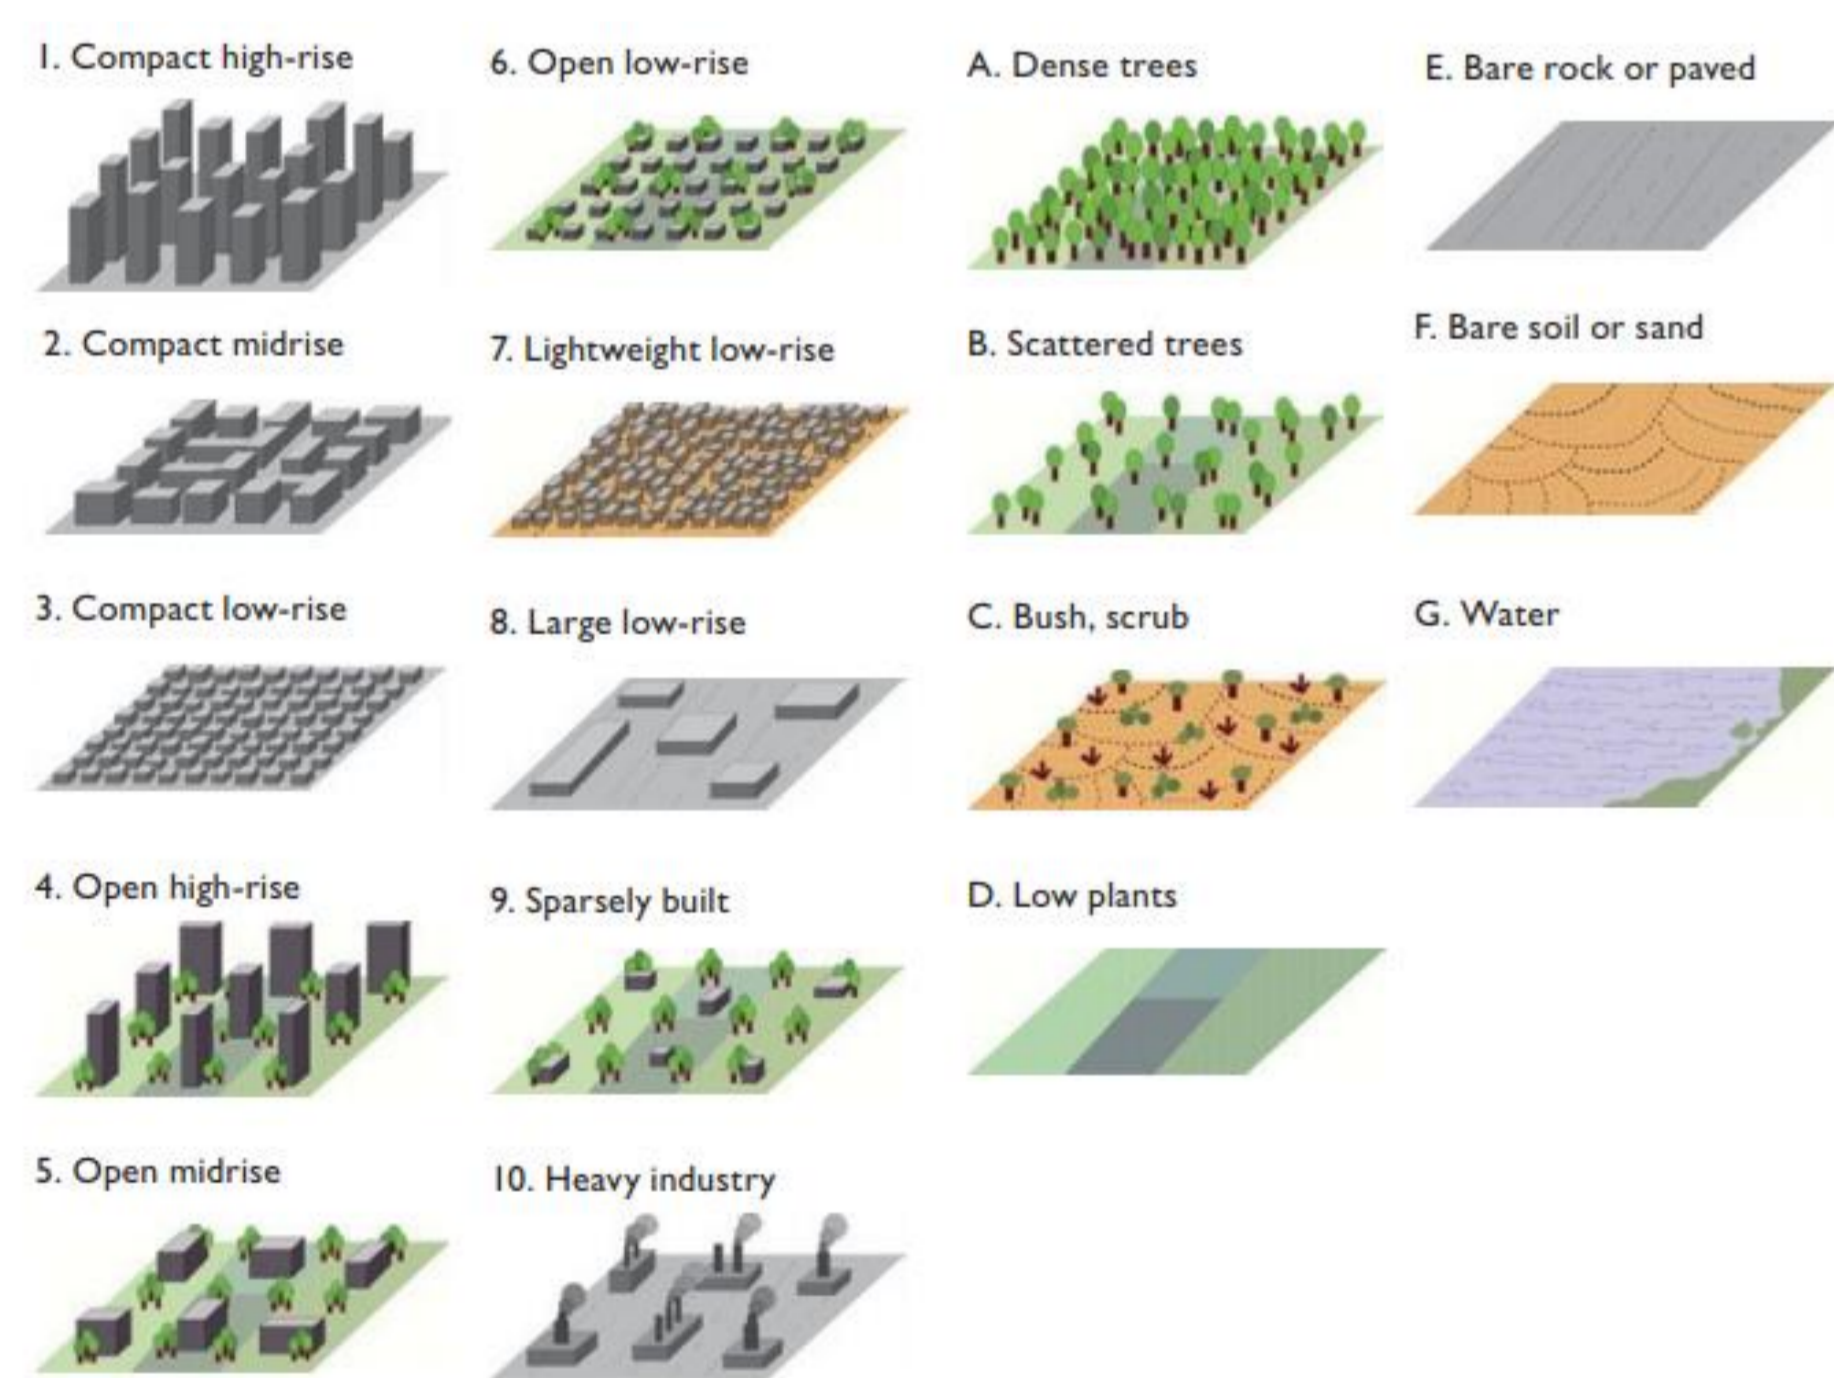 1. Compact high-rise
2. Compact midrise
3. Compact low-rise
4. Open high-rise
5. Open midrise
6. Open low-rise
7. Lightweight low-rise
8. Large low-rise
9. Sparsely built
10. Heavy industry
A. Dense trees
B. Scattered trees
C. Bush, scrub
D. Low plants
E. Bare rock or paved
F. Bare soil or sand
G. Water